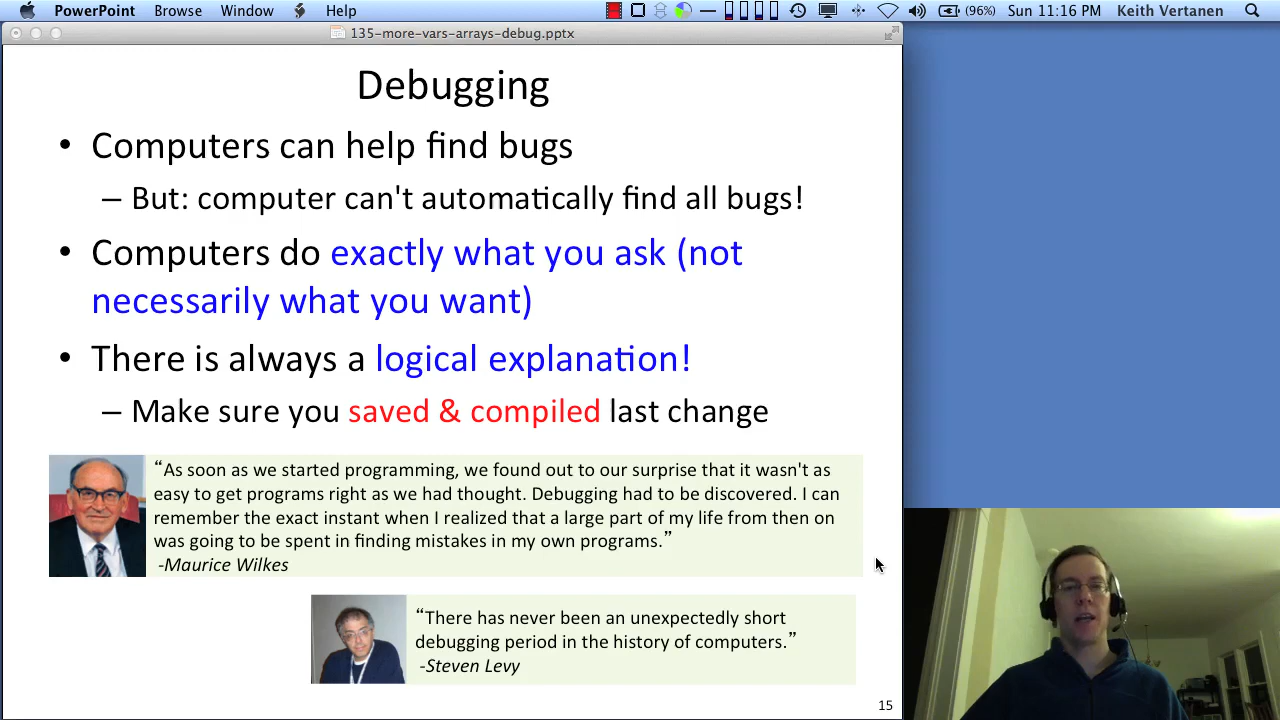 PowerPoint Browse Window Help (96%) Sun 11:16 PM Keith Vertanen
135-more-vars-arrays-debug.pptx
Debugging
• Computers can help find bugs
– But: computer can't automatically find all bugs!
• Computers do exactly what you ask (not
necessarily what you want)
• There is always a logical explanation!
– Make sure you saved & compiled last change
“As soon as we started programming, we found out to our surprise that it wasn't as
easy to get programs right as we had thought. Debugging had to be discovered. I can
remember the exact instant when I realized that a large part of my life from then on
was going to be spent in finding mistakes in my own programs.”
-Maurice Wilkes
“There has never been an unexpectedly short
debugging period in the history of computers.”
-Steven Levy
15